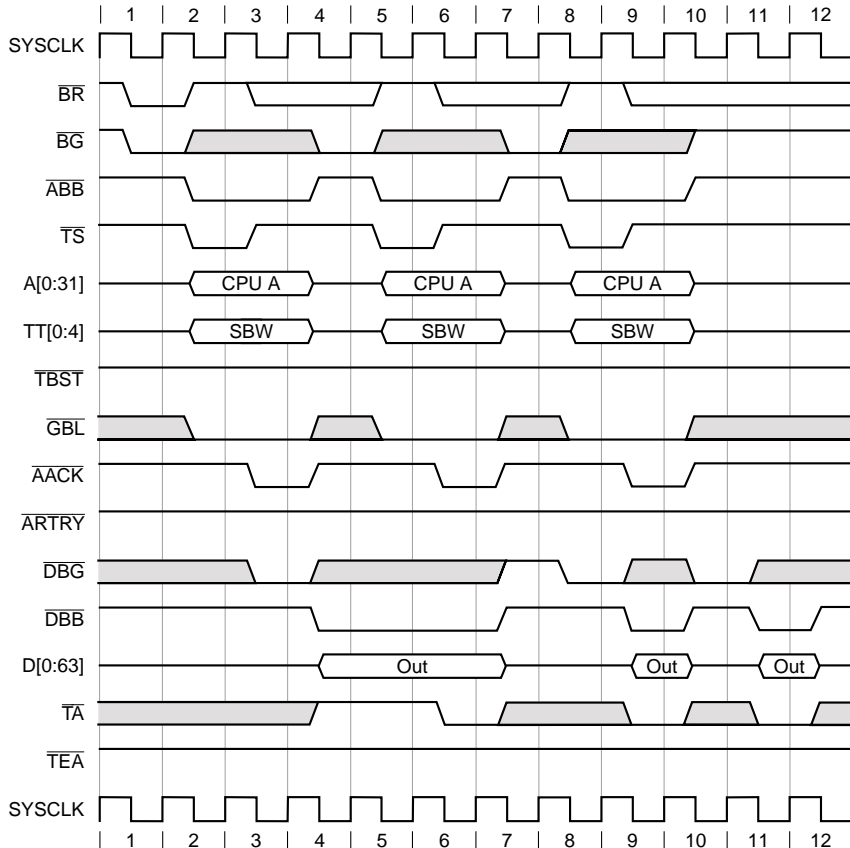 1 2 3 4 5 6 7 8 9 10 11 12
SYSCLK
BR
BG
ABB
TS
A[0:31] CPU A CPU A CPU A
TT[0:4] SBW SBW SBW
TBST
GBL
AACK
ARTRY
DBG
DBB
D[0:63] Out Out Out
TA
TEA
SYSCLK
1 2 3 4 5 6 7 8 9 10 11 12